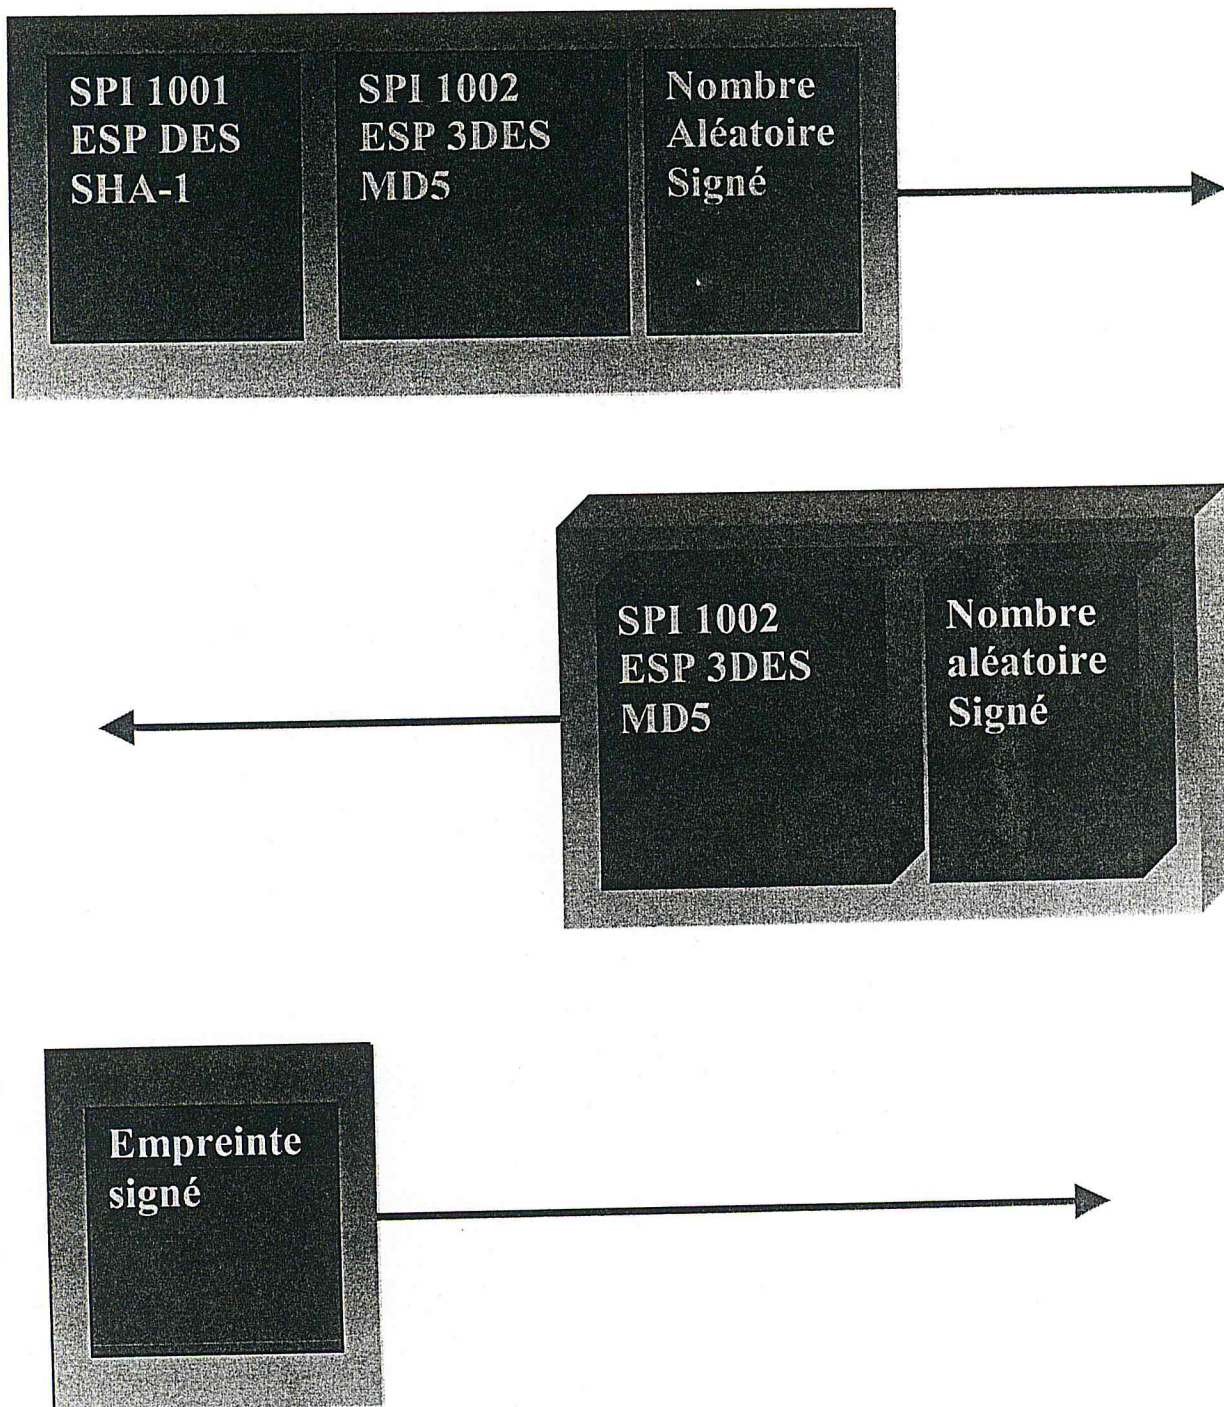 SPI 1001
ESP DES
SHA-1
SPI 1002
ESP 3DES
MD5
Nombre
Aléatoire
Signé
SPI 1002
ESP 3DES
MD5
Nombre
aléatoire
Signé
Empreinte
signé